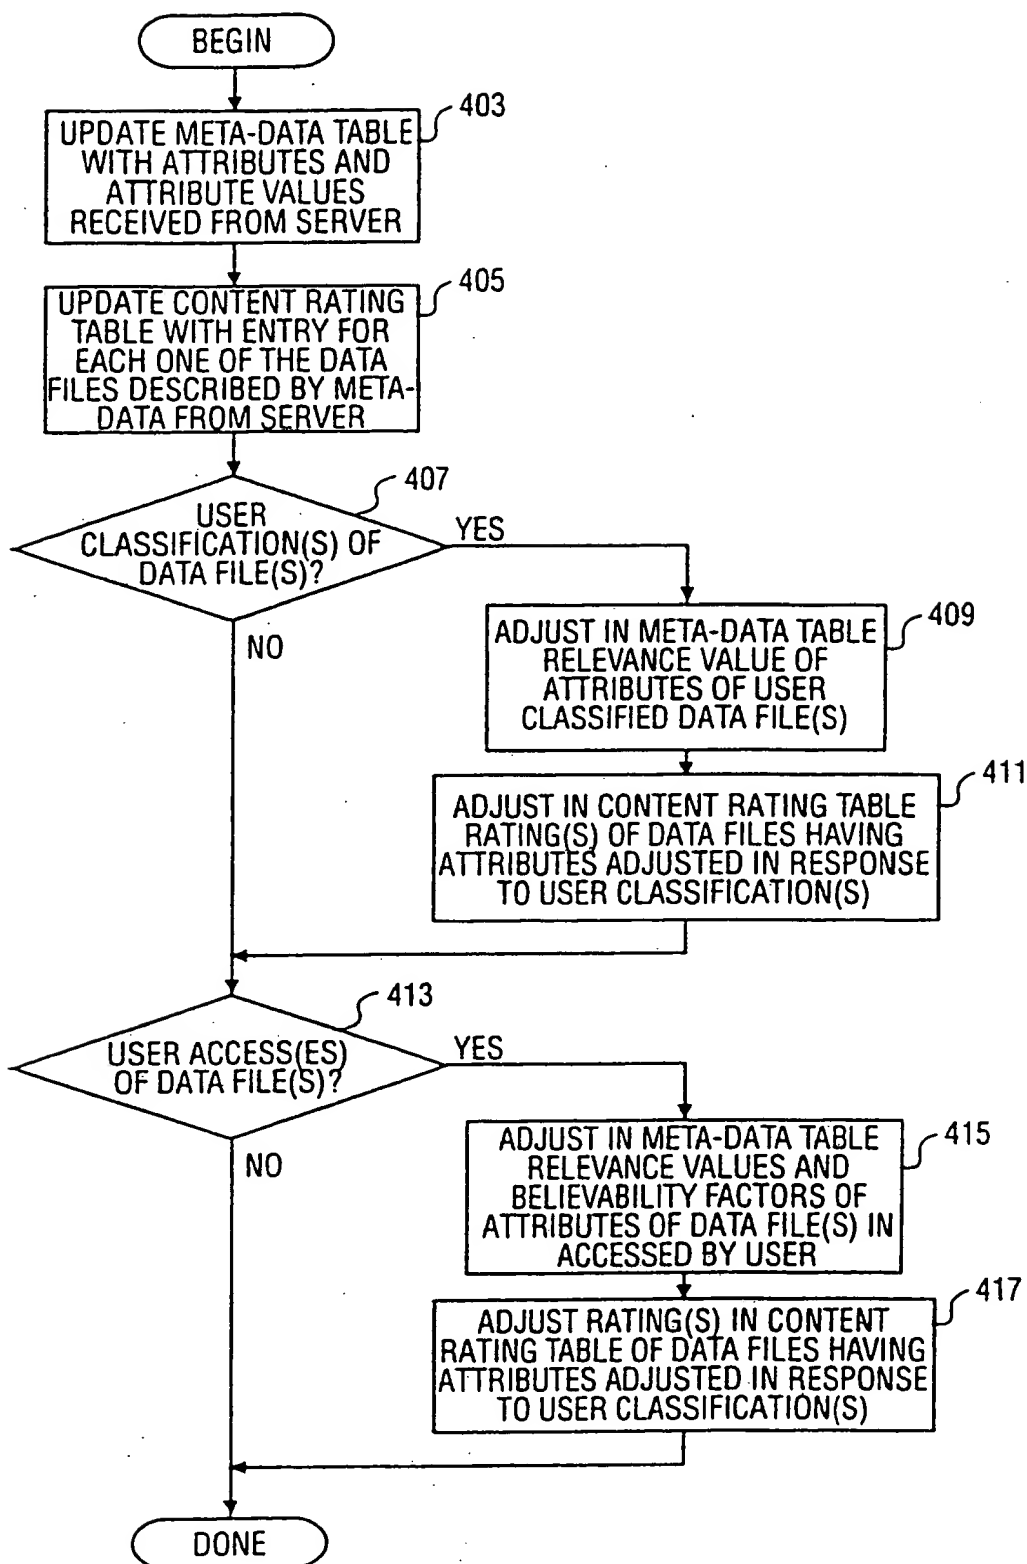 BEGIN
403
UPDATE META-DATA TABLE
WITH ATTRIBUTES AND
ATTRIBUTE VALUES
RECEIVED FROM SERVER
405
UPDATE CONTENT RATING
TABLE WITH ENTRY FOR
EACH ONE OF THE DATA
FILES DESCRIBED BY META-
DATA FROM SERVER
407
USER
CLASSIFICATION(S) OF
DATA FILE(S)?
YES
NO
409
ADJUST IN META-DATA TABLE
RELEVANCE VALUE OF
ATTRIBUTES OF USER
CLASSIFIED DATA FILE(S)
411
ADJUST IN CONTENT RATING TABLE
RATING(S) OF DATA FILES HAVING
ATTRIBUTES ADJUSTED IN RESPONSE
TO USER CLASSIFICATION(S)
413
USER ACCESS(ES)
OF DATA FILE(S)?
YES
NO
415
ADJUST IN META-DATA TABLE
RELEVANCE VALUES AND
BELIEVABILITY FACTORS OF
ATTRIBUTES OF DATA FILE(S) IN
ACCESSED BY USER
417
ADJUST RATING(S) IN CONTENT
RATING TABLE OF DATA FILES HAVING
ATTRIBUTES ADJUSTED IN RESPONSE
TO USER CLASSIFICATION(S)
DONE